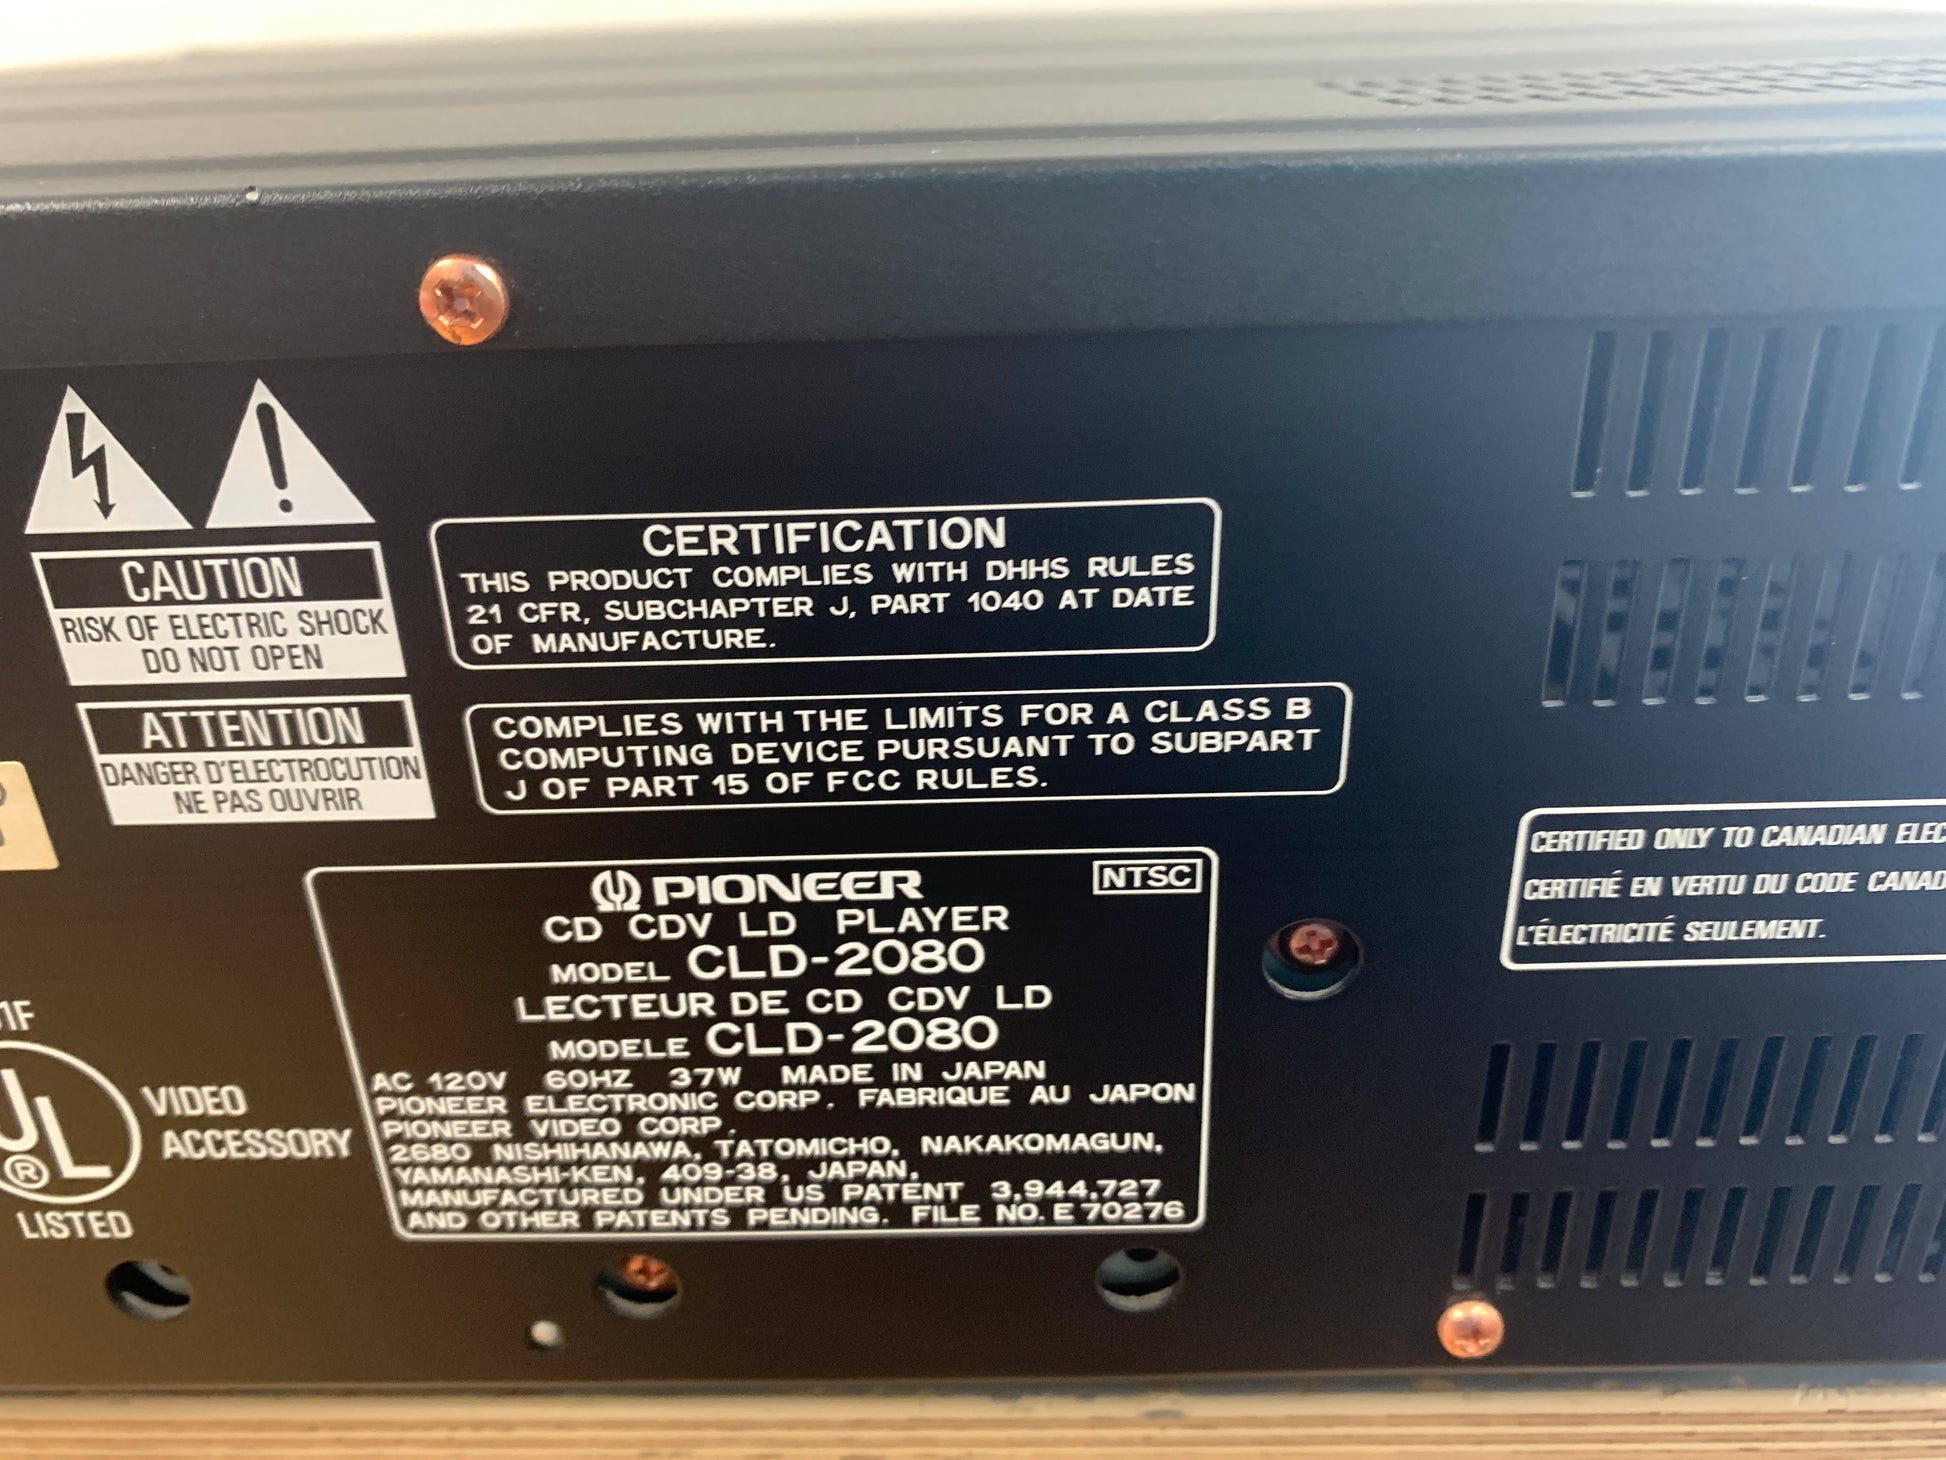 CAUTION
RISK OF ELECTRIC SHOCK
DO NOT OPEN
ATTENTION
DANGER D'ELECTROCUTION
NE PAS OUVRIR
CERTIFICATION
THIS PRODUCT COMPLIES WITH DHHS RULES
21 CFR, SUBCHAPTER J, PART 1040 AT DATE
OF MANUFACTURE.
COMPLIES WITH THE LIMITS FOR A CLASS B
COMPUTING DEVICE PURSUANT TO SUBPART
J OF PART 15 OF FCC RULES.
PIONEER
NTSC
CD CDV LD PLAYER
MODEL CLD-2080
LECTEUR DE CD CDV LD
MODELE CLD-2080
AC 120V 60HZ 37W MADE IN JAPAN
PIONEER ELECTRONIC CORP. FABRIQUE AU JAPON
PIONEER VIDEO CORP.
2680 NISHIHANAWA, TATOMICHO, NAKAKOMAGUN,
YAMANASHI-KEN, 409-38, JAPAN,
MANUFACTURED UNDER US PATENT 3,944,727
AND OTHER PATENTS PENDING. FILE NO. E 70276
1F
UL
®
VIDEO
ACCESSORY
LISTED
CERTIFIED ONLY TO CANADIAN ELEC
CERTIFIÉ EN VERTU DU CODE CANAD
L'ÉLECTRICITÉ SEULEMENT.